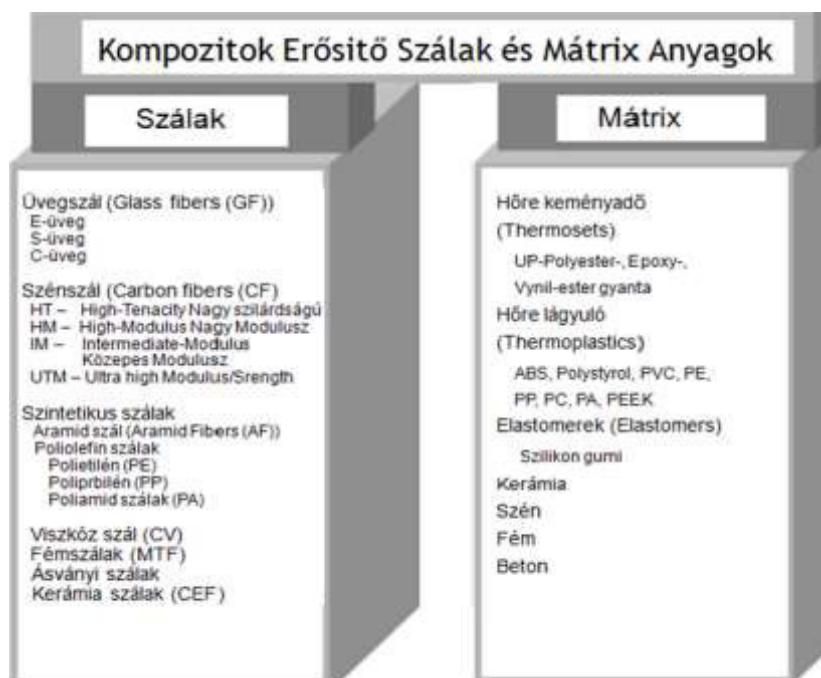 Kompozitok Erősitő Szálak és Mátrix Anyagok
Szálak
Üvegszál (Glass fibers (GF))
E-üveg
S-üveg
C-üveg
Szénszál (Carbon fibers (CF)
HT – High-Tenacity Nagy szilárdságú
HM – High-Modulus Nagy Modulusz
IM – Intermediate-Modulus
Közepes Modulusz
UTM – Ultra high Modulus/Srength
Szintetikus szálak
Aramid szál (Aramid Fibers (AF))
Poliolefin szálak
Polietilén (PE)
Poliprbilén (PP)
Poliamid szálak (PA)
Viszkóz szál (CV)
Fémszálak (MTF)
Ásványi szálak
Kerámia szálak (CEF)
Mátrix
Hőre keményadő
(Thermosets)
UP-Polyester-, Epoxy-,
Vynil-ester gyanta
Hőre lágyuló
(Thermoplastics)
ABS, Polystyrol, PVC, PE,
PP, PC, PA, PEEK
Elastomerek (Elastomers)
Szilikon gumi
Kerámia
Szén
Fém
Beton